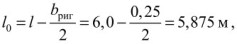 l₀ = l − bриг/2 = 6,0 − 0,25/2 = 5,875 м ,